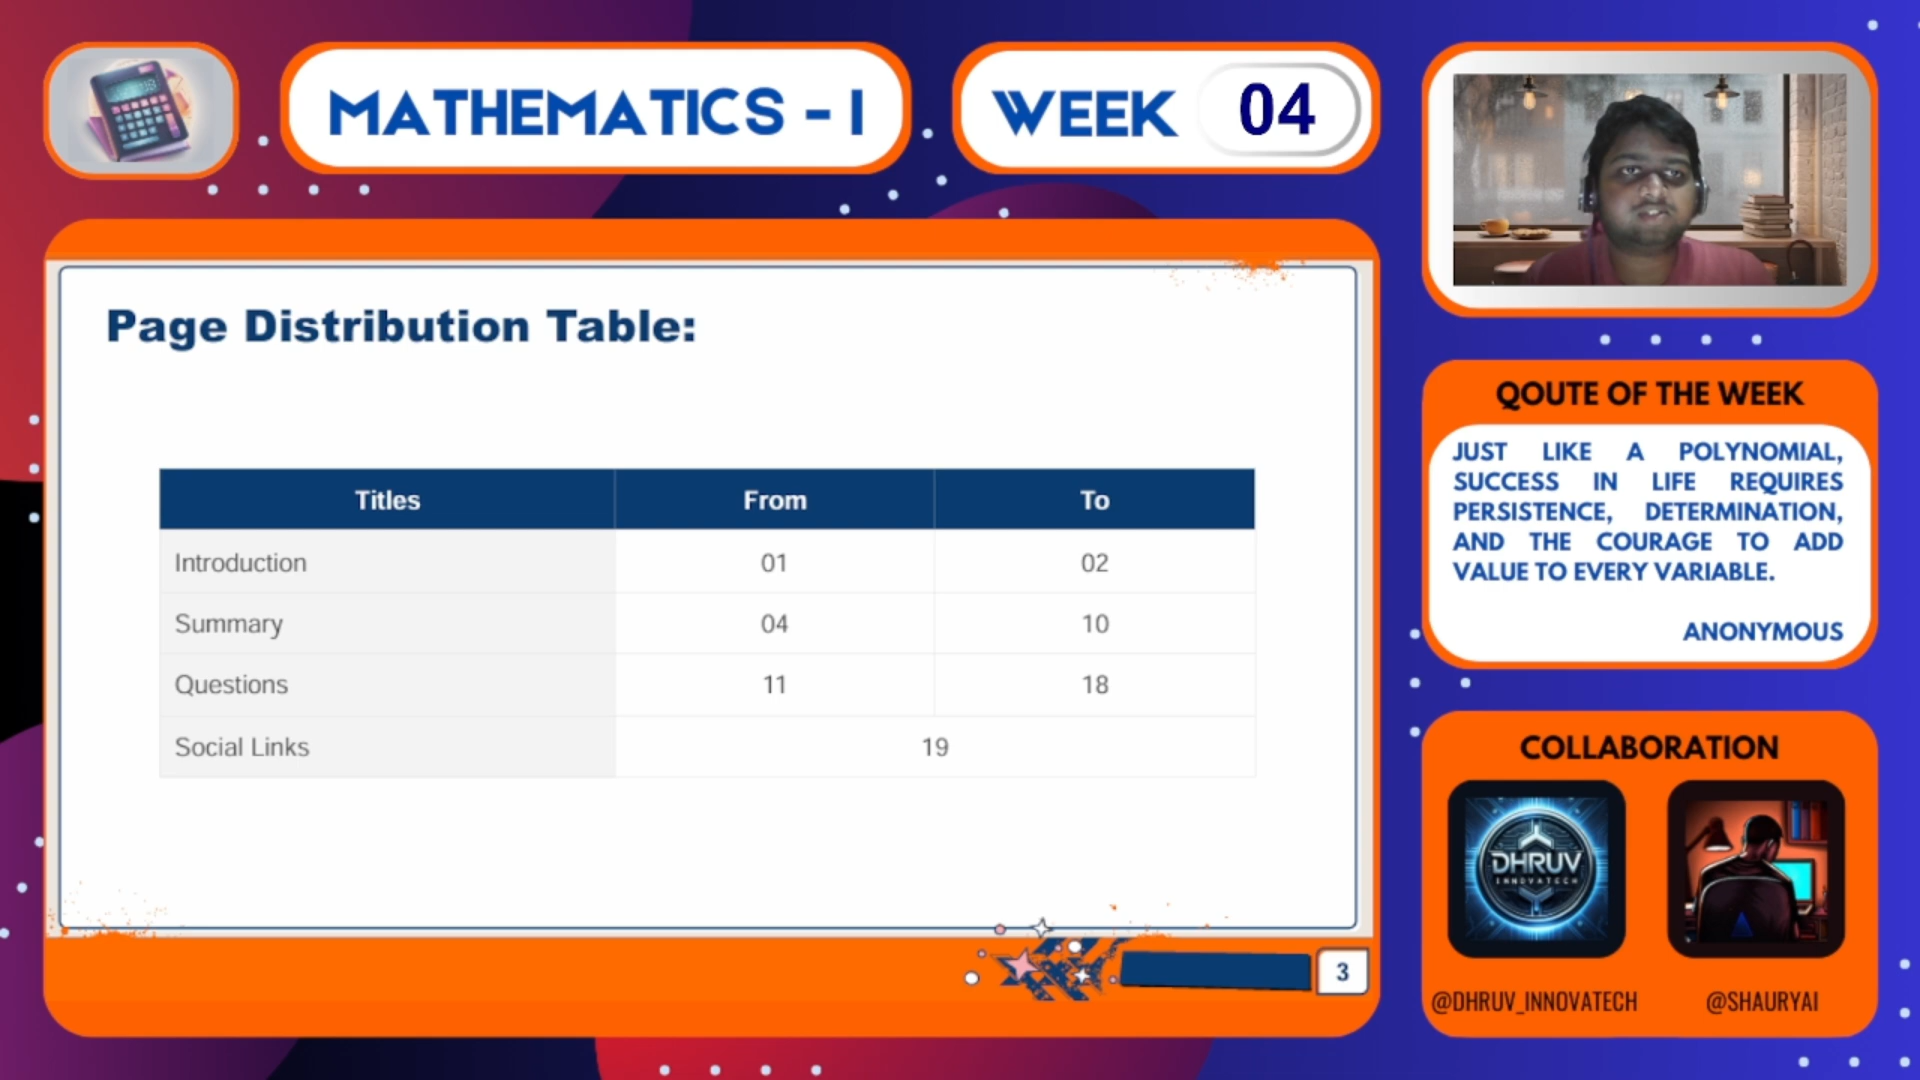 MATHEMATICS - I
WEEK 04
Page Distribution Table:
Titles From To
Introduction 01 02
Summary 04 10
Questions 11 18
Social Links 19
3
QOUTE OF THE WEEK
JUST LIKE A POLYNOMIAL,
SUCCESS IN LIFE REQUIRES
PERSISTENCE, DETERMINATION,
AND THE COURAGE TO ADD
VALUE TO EVERY VARIABLE.
ANONYMOUS
COLLABORATION
DHRUV
INNOVATECH
@DHRUV_INNOVATECH
@SHAURYAI